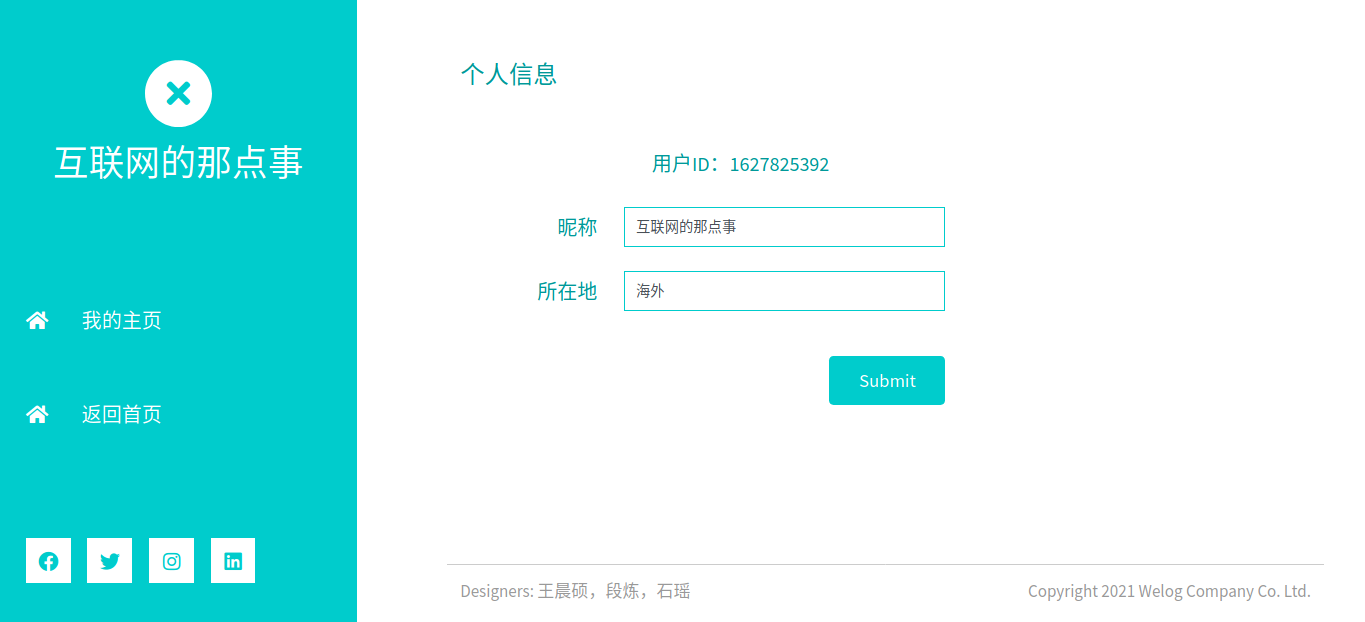 互联网的那点事
我的主页
返回首页
个人信息
用户ID：1627825392
昵称 互联网的那点事
所在地 海外
Submit
Designers: 王晨硕，段炼，石瑶
Copyright 2021 Welog Company Co. Ltd.